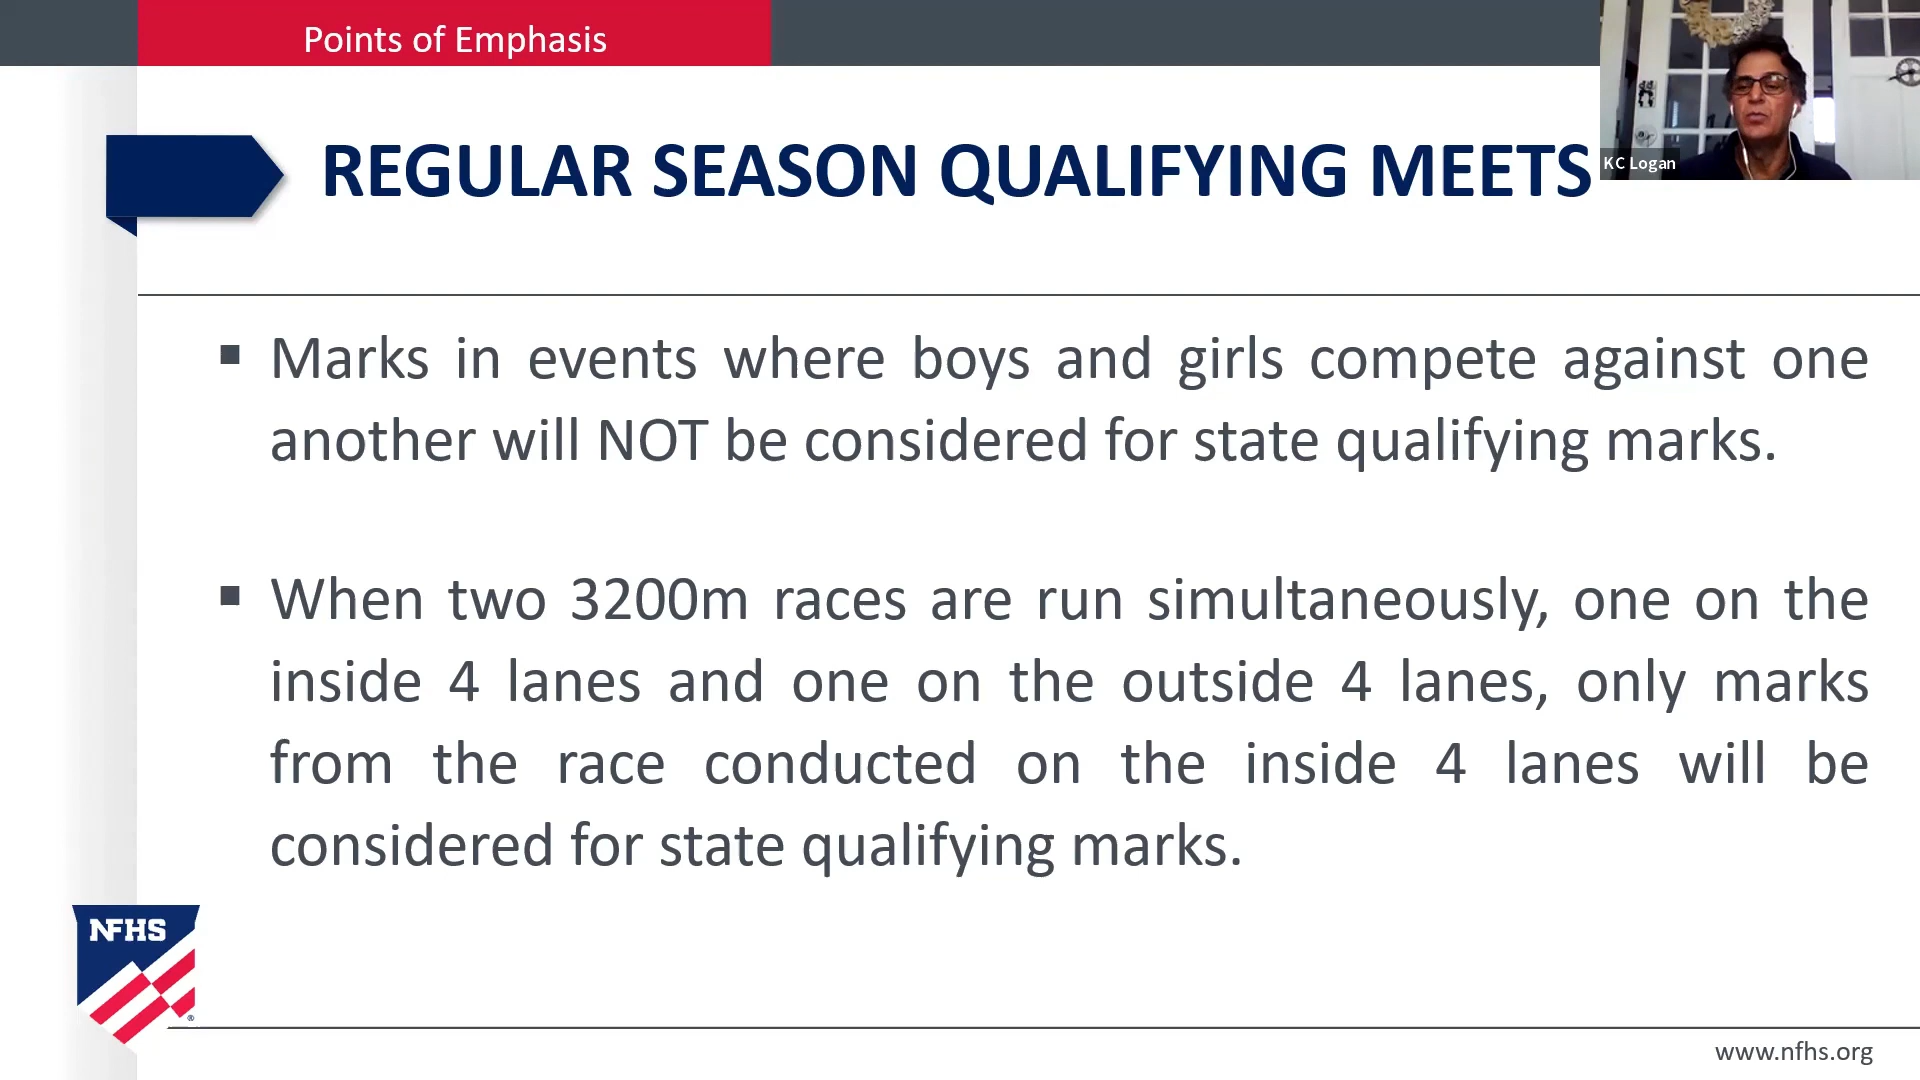 Points of Emphasis
KC Logan
REGULAR SEASON QUALIFYING MEETS
▪ Marks in events where boys and girls compete against one
another will NOT be considered for state qualifying marks.
▪ When two 3200m races are run simultaneously, one on the
inside 4 lanes and one on the outside 4 lanes, only marks
from the race conducted on the inside 4 lanes will be
considered for state qualifying marks.
NFHS
®
www.nfhs.org